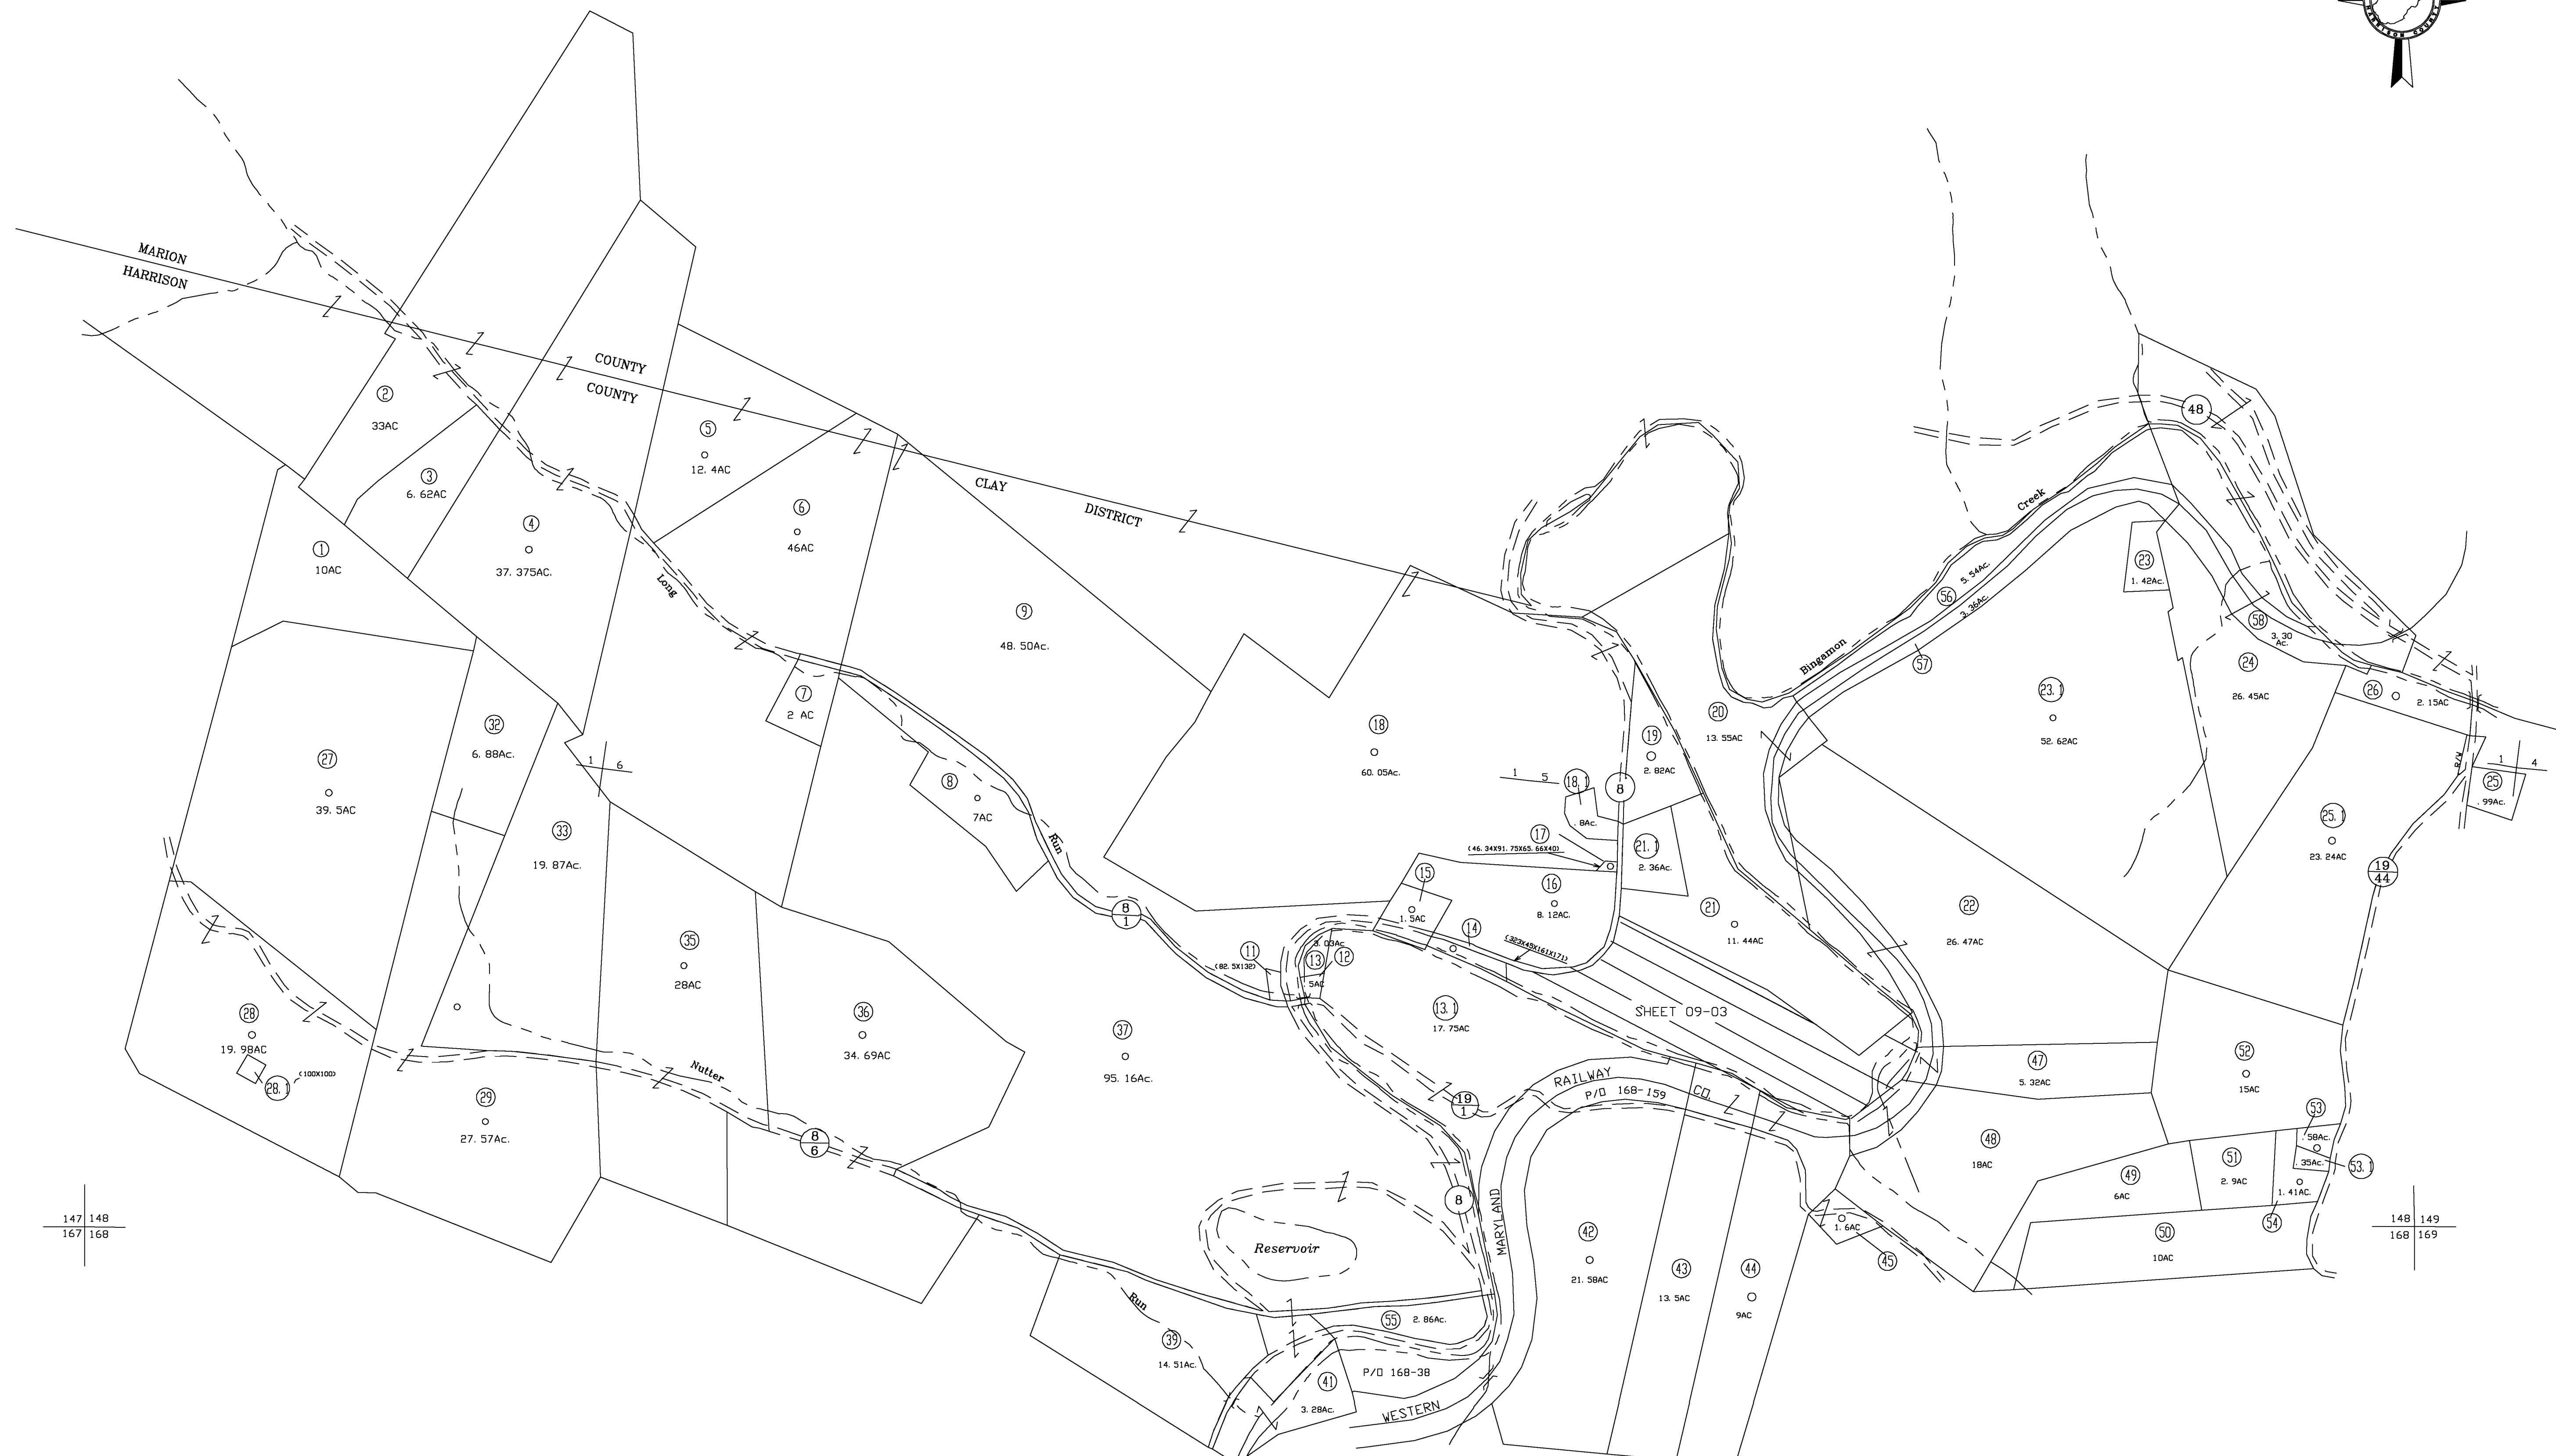 HARRISON COUNTY
MARION
HARRISON
COUNTY
COUNTY
CLAY
DISTRICT
2
33AC
3
6. 62AC
1
10AC
4
37. 375AC.
5
12. 4AC
6
46AC
Long
7
2 AC
8
7AC
9
48. 50Ac.
Run
8
1
18
60. 05Ac.
1 5
18. 1
. 8Ac.
8
19
2. 82AC
20
13. 55AC
17
(46. 34X91. 75X65. 66X40)
21. 1
2. 36Ac.
16
8. 12AC.
15
1. 5AC
14
(323X45X161X171)
21
11. 44AC
SHEET 09-03
11
(82. 5X132)
3. 03Ac
13
12
. 5AC
13. 1
17. 75AC
19
1
Creek
Bingamon
48
56
5. 54Ac.
3. 36Ac.
57
23
1. 42Ac.
23. 1
52. 62AC
58
3. 30
Ac.
24
26. 45AC
26
2. 15AC
R/W
1 4
25
. 99Ac.
25. 1
23. 24AC
19
44
22
26. 47AC
27
39. 5AC
32
6. 88Ac.
1 6
33
19. 87Ac.
35
28AC
36
34. 69AC
37
95. 16Ac.
28
19. 98AC
28. 1
(100X100)
29
27. 57Ac.
Nutter
8
6
Run
147 148
167 168
Reservoir
8
39
14. 51Ac.
55
2. 86Ac.
41
3. 28Ac.
P/O 168-38
WESTERN
MARYLAND
RAILWAY
CO.
P/O 168-159
42
21. 58AC
43
13. 5AC
44
9AC
1. 6AC
45
47
5. 32AC
48
18AC
52
15AC
53
. 58Ac.
. 35Ac.
53. 1
49
6AC
51
2. 9AC
1. 41AC.
54
50
10AC
148 149
168 169